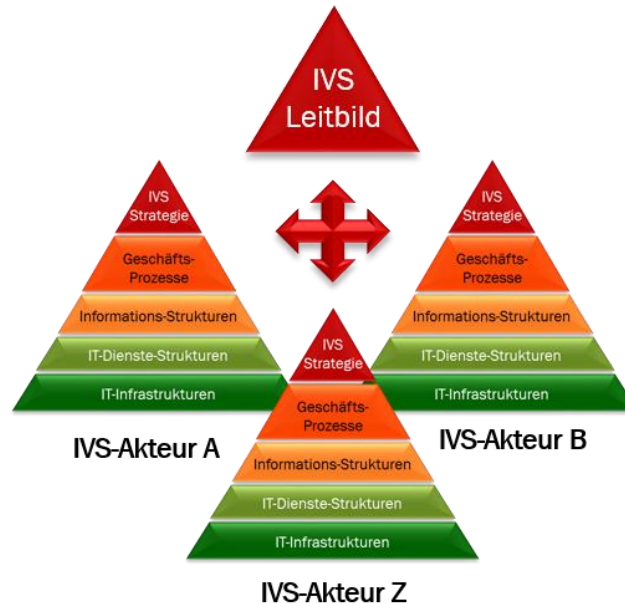 IVS
Leitbild
IVS
Strategie
Geschäfts-
Prozesse
Informations-Strukturen
IT-Dienste-Strukturen
IT-Infrastrukturen
IVS-Akteur A
IVS
Strategie
Geschäfts-
Prozesse
Informations-Strukturen
IT-Dienste-Strukturen
IT-Infrastrukturen
IVS-Akteur B
IVS
Strategie
Geschäfts-
Prozesse
Informations-Strukturen
IT-Dienste-Strukturen
IT-Infrastrukturen
IVS-Akteur Z